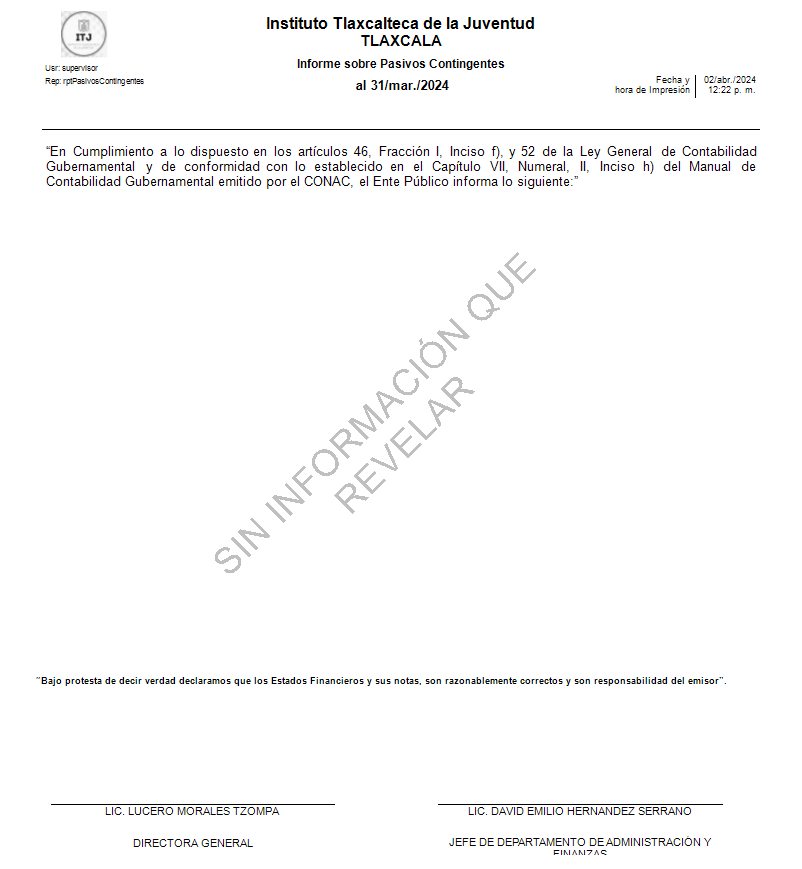 Instituto Tlaxcalteca de la Juventud
TLAXCALA
Informe sobre Pasivos Contingentes
al 31/mar./2024
ITJ
Usr: supervisor
Rep: rptPasivosContingentes
Fecha y
hora de Impresión
02/abr./2024
12:22 p. m.
“En Cumplimiento a lo dispuesto en los artículos 46, Fracción I, Inciso f), y 52 de la Ley General de Contabilidad
Gubernamental y de conformidad con lo establecido en el Capítulo VII, Numeral, II, Inciso h) del Manual de
Contabilidad Gubernamental emitido por el CONAC, el Ente Público informa lo siguiente:”
SIN INFORMACIÓN QUE
REVELAR
“Bajo protesta de decir verdad declaramos que los Estados Financieros y sus notas, son razonablemente correctos y son responsabilidad del emisor”.
LIC. LUCERO MORALES TZOMPA
DIRECTORA GENERAL
LIC. DAVID EMILIO HERNANDEZ SERRANO
JEFE DE DEPARTAMENTO DE ADMINISTRACIÓN Y
FINANZAS